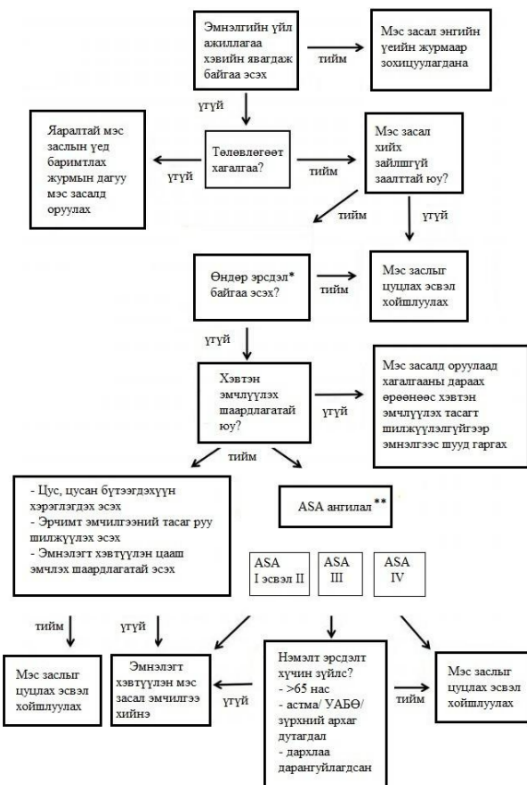 Эмнэлгийн үйл
ажиллагаа
хэвийн явагдаж
байгаа эсэх
тийм
Мэс засал энгийн
үеийн журмаар
зохицуулагдана
үгүй
Яаралтай мэс
заслын үед
баримтлах
журмын дагуу
мэс засалд
оруулах
үгүй
Төлөвлөгөөт
хагалгаа?
тийм
Мэс засал
хийх
зайлшгүй
заалттай юу?
тийм
үгүй
Өндөр эрсдэл*
байгаа эсэх?
тийм
Мэс заслыг
цуцлах эсвэл
хойшлуулах
үгүй
Хэвтэн
эмчлүүлэх
шаардлагатай
юу?
үгүй
Мэс засалд оруулаад
хагалгааны дараах
өрөөнөөс хэвтэн
эмчлүүлэх тасагт
шилжүүлэлгүйгээр
эмнэлгээс шууд гаргах
тийм
- Цус, цусан бүтээгдэхүүн
хэрэглэгдэх эсэх
- Эрчимт эмчилгээний тасаг руу
шилжүүлэх эсэх
- Эмнэлэгт хэвтүүлэн цааш
эмчлэх шаардлагатай эсэх
ASA ангилал**
ASA
I эсвэл II
ASA
III
ASA
IV
тийм
үгүй
Мэс заслыг
цуцлах эсвэл
хойшлуулах
Эмнэлэгт
хэвтүүлэн мэс
засал эмчилгээ
хийнэ
үгүй
Нэмэлт эрсдэлт
хүчин зүйлс?
- >65 нас
- астма/ УАБӨ/
зүрхний архаг
дутагдал
- дархлаа
дарангуйлагдсан
тийм
Мэс заслыг
цуцлах эсвэл
хойшлуулах